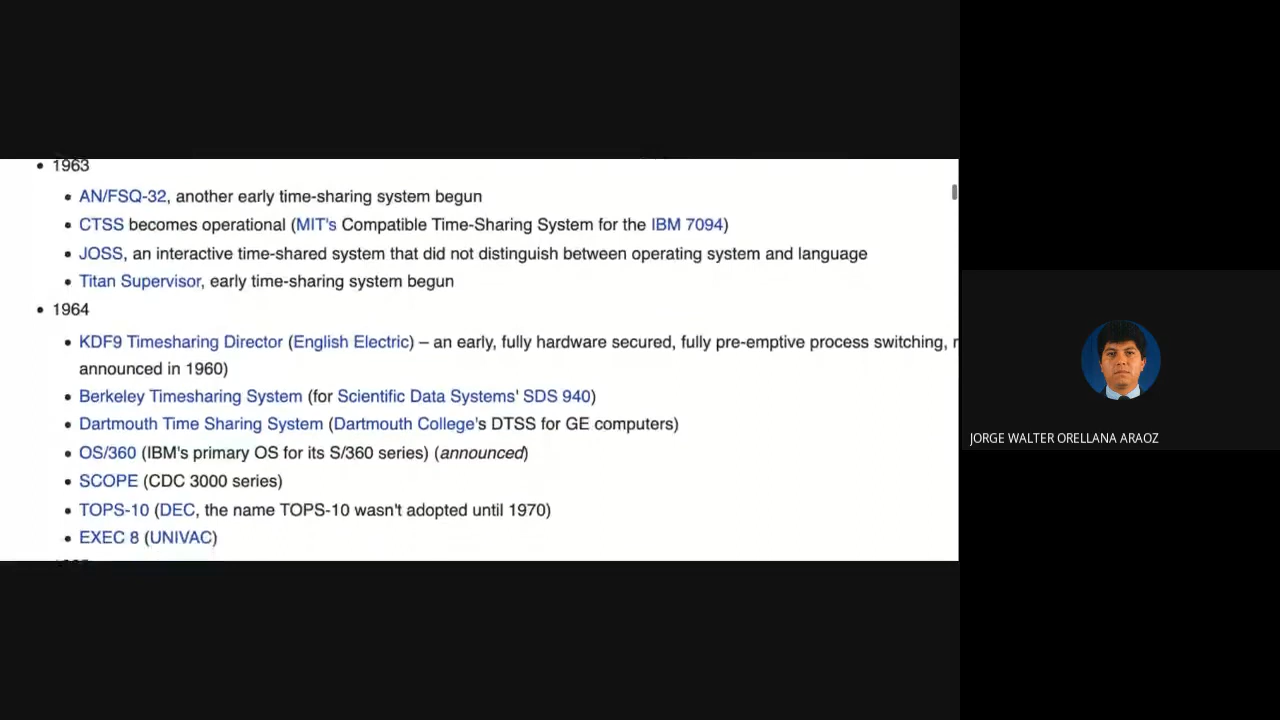 1963
AN/FSQ-32, another early time-sharing system begun
CTSS becomes operational (MIT's Compatible Time-Sharing System for the IBM 7094)
JOSS, an interactive time-shared system that did not distinguish between operating system and language
Titan Supervisor, early time-sharing system begun
1964
KDF9 Timesharing Director (English Electric) – an early, fully hardware secured, fully pre-emptive process switching,
announced in 1960)
Berkeley Timesharing System (for Scientific Data Systems' SDS 940)
Dartmouth Time Sharing System (Dartmouth College's DTSS for GE computers)
OS/360 (IBM's primary OS for its S/360 series) (announced)
SCOPE (CDC 3000 series)
TOPS-10 (DEC, the name TOPS-10 wasn't adopted until 1970)
EXEC 8 (UNIVAC)
JORGE WALTER ORELLANA ARAOZ